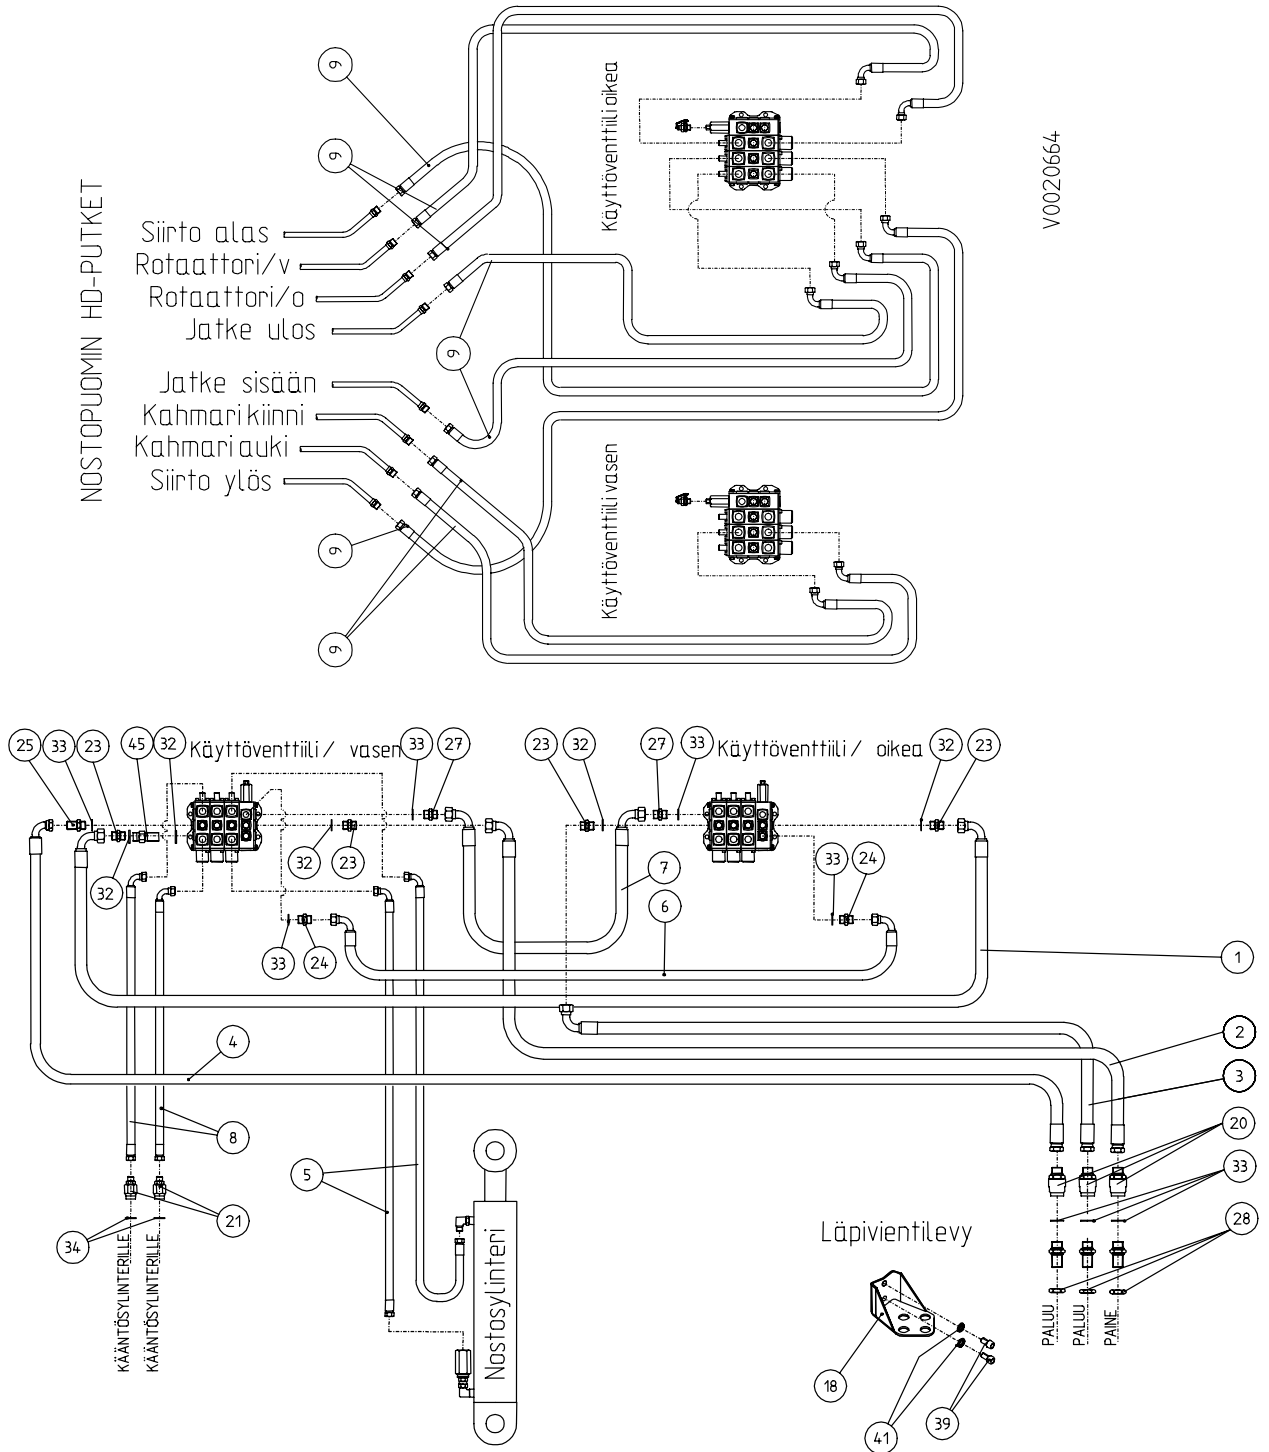 9
Käyttöventtiili oikea
V0020664
9
NOSTOPUOMIN HD-PUTKET
Siirto alas
Rotaattori/v
Rotaattori/o
Jatke ulos
9
Jatke sisään
Kahmari kiinni
Kahmari auki
Siirto ylös
Käyttöventtiili vasen
9
9
25
33
23
45
32
Käyttöventtiili/ vasen
33
27
23
32
27
33
Käyttöventtiili/ oikea
32
23
32
32
23
7
33
24
6
33
24
1
4
2
3
8
5
20
33
21
34
28
KÄÄNTÖSYLINTERILLE
KÄÄNTÖSYLINTERILLE
Nostosylinteri
Läpivientilevy
PALUU
PALUU
PAINE
18
41
39